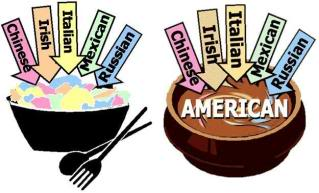 Chinese
Irish
Italian
Mexican
Russian
Chinese
Irish
Italian
Mexican
Russian
AMERICAN